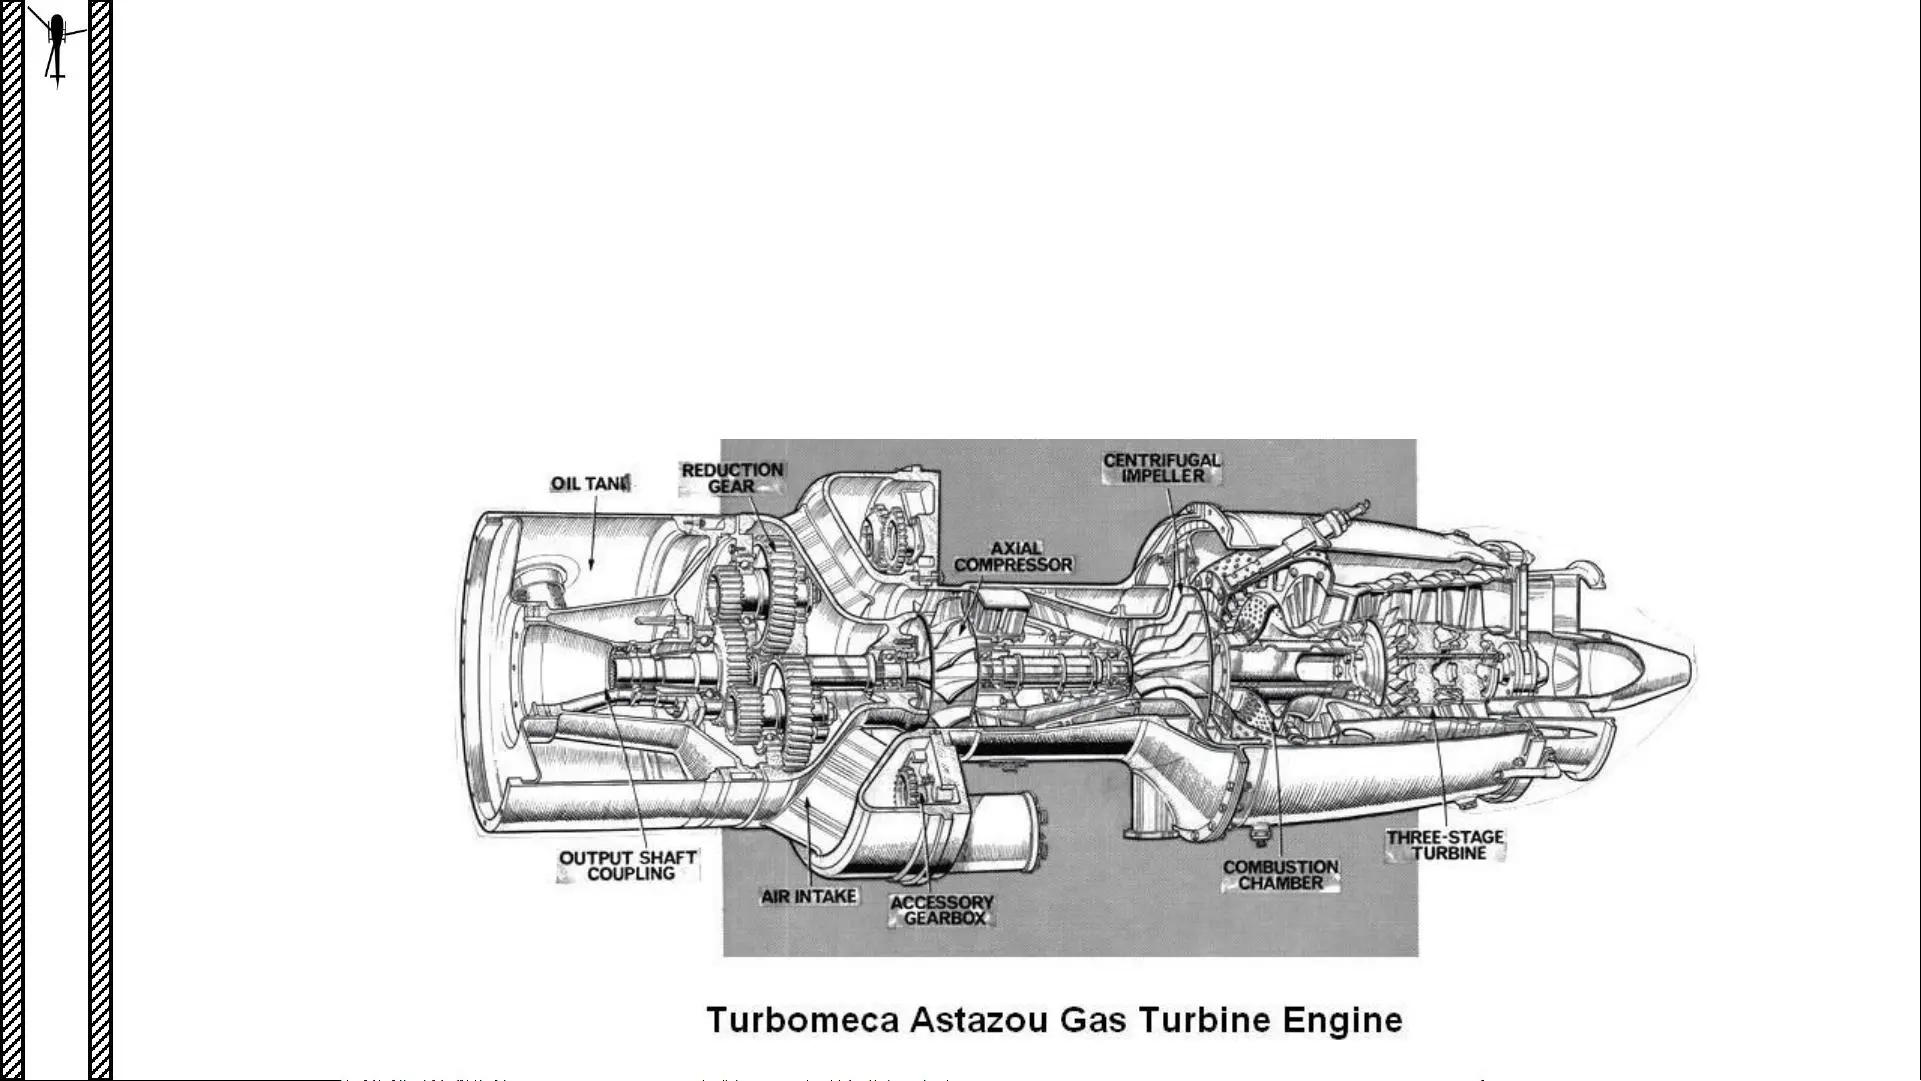 CENTRIFUGAL
IMPELLER
REDUCTION
GEAR
OIL TANK
AXIAL
COMPRESSOR
THREE-STAGE
TURBINE
OUTPUT SHAFT
COUPLING
COMBUSTION
CHAMBER
AIR INTAKE
ACCESSORY
GEARBOX
Turbomeca Astazou Gas Turbine Engine